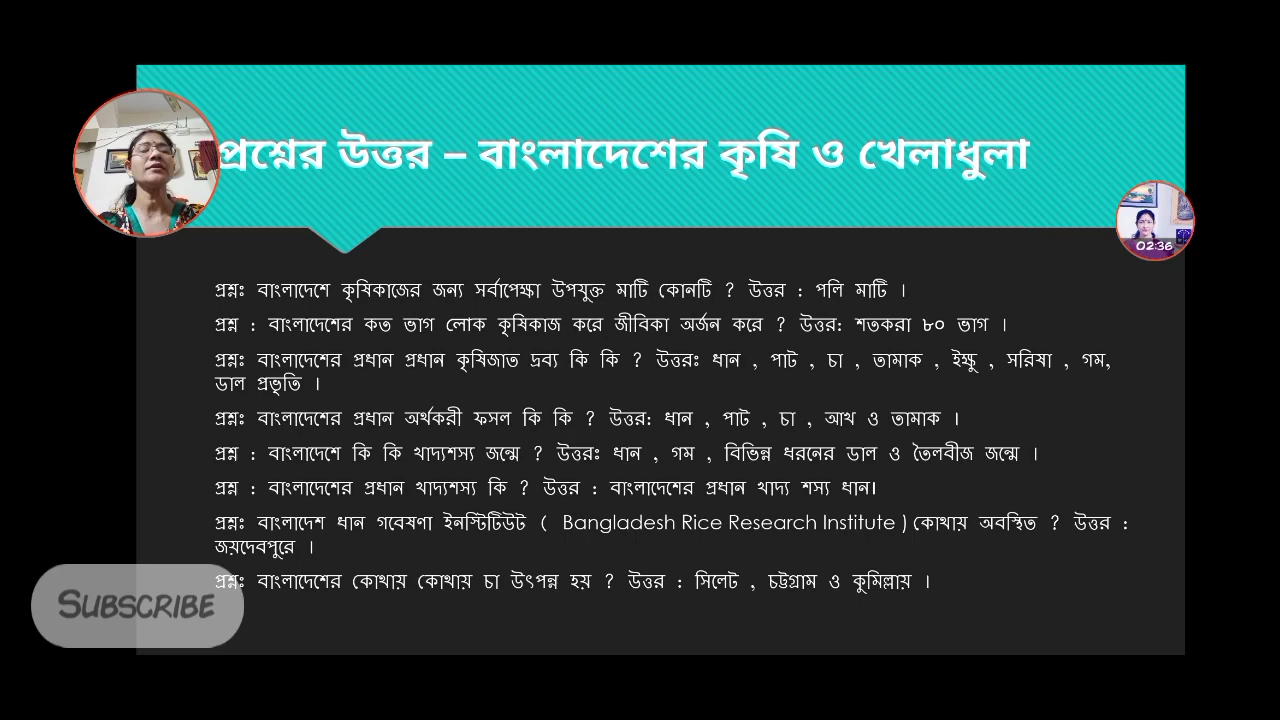 প্রশ্নের উত্তর – বাংলাদেশের কৃষি ও খেলাধুলা
02:36
প্রশ্নঃ বাংলাদেশে কৃষিকাজের জন্য সর্বাপেক্ষা উপযুক্ত মাটি কোনটি ? উত্তর : পলি মাটি ।
প্রশ্ন : বাংলাদেশের কত ভাগ লোক কৃষিকাজ করে জীবিকা অর্জন করে ? উত্তর: শতকরা ৮০ ভাগ ।
প্রশ্নঃ বাংলাদেশের প্রধান প্রধান কৃষিজাত দ্রব্য কি কি ? উত্তরঃ ধান , পাট , চা , তামাক , ইক্ষু , সরিষা , গম,
ডাল প্রভৃতি ।
প্রশ্নঃ বাংলাদেশের প্রধান অর্থকরী ফসল কি কি ? উত্তর: ধান , পাট , চা , আখ ও তামাক ।
প্রশ্ন : বাংলাদেশে কি কি খাদ্যশস্য জন্মে ? উত্তরঃ ধান , গম , বিভিন্ন ধরনের ডাল ও তৈলবীজ জন্মে ।
প্রশ্ন : বাংলাদেশের প্রধান খাদ্যশস্য কি ? উত্তর : বাংলাদেশের প্রধান খাদ্য শস্য ধান।
প্রশ্নঃ বাংলাদেশ ধান গবেষণা ইনস্টিটিউট ( Bangladesh Rice Research Institute ) কোথায় অবস্থিত ? উত্তর :
জয়দেবপুরে ।
প্রশ্নঃ বাংলাদেশের কোথায় কোথায় চা উৎপন্ন হয় ? উত্তর : সিলেট , চট্টগ্রাম ও কুমিল্লায় ।
SUBSCRIBE